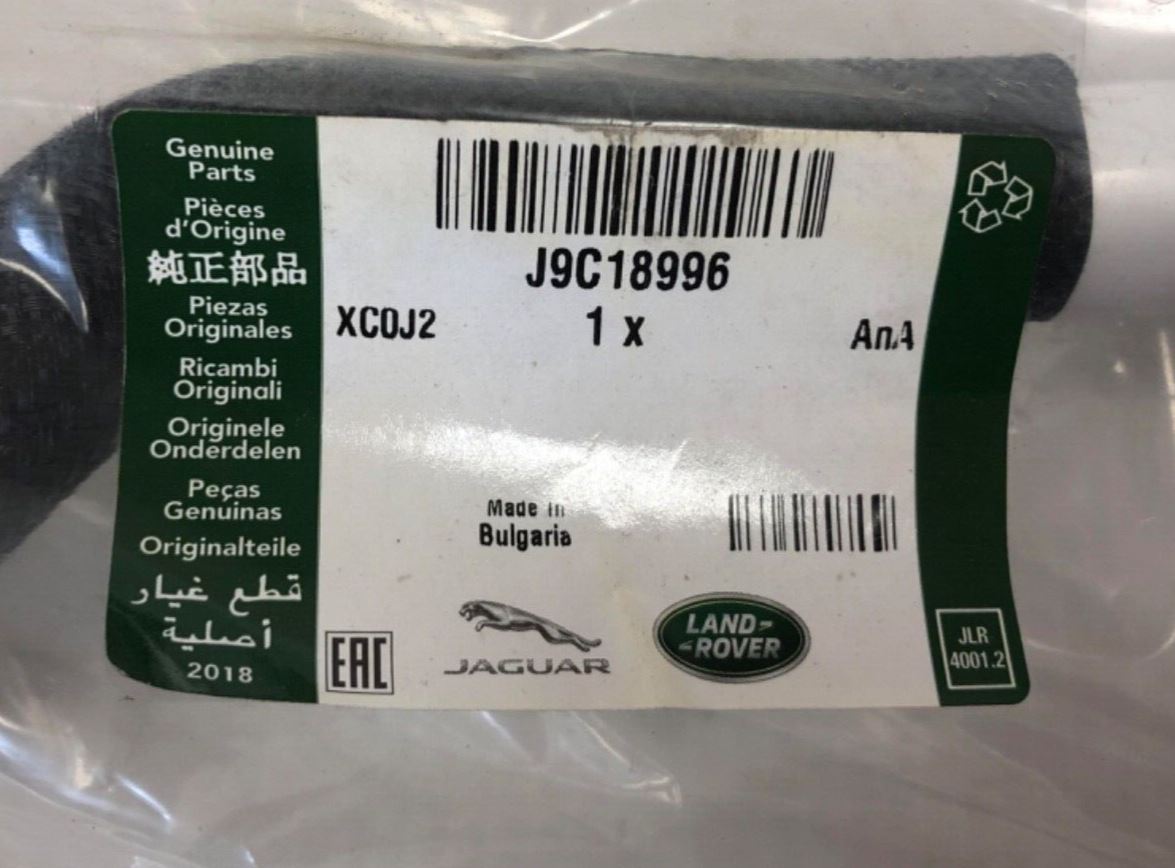 Genuine
Parts
Pièces
d'Origine
純正部品
Piezas
Originales
Ricambi
Originali
Originele
Onderdelen
Peças
Genuinas
Originalteile
قطع غيار
أصلية
2018
J9C18996
XC0J2 1 x AnA
Made in
Bulgaria
EAC
JAGUAR
LAND-
-ROVER
JLR
4001.2